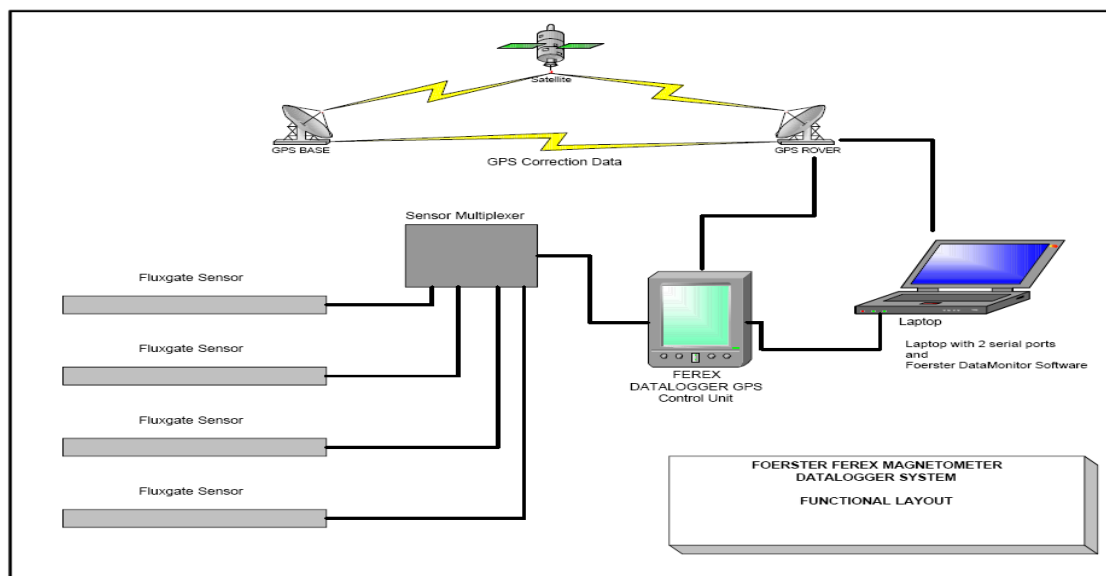 Satellite
GPS BASE
GPS ROVER
GPS Correction Data
Sensor Multiplexer
Fluxgate Sensor
Fluxgate Sensor
Fluxgate Sensor
Fluxgate Sensor
FEREX
DATALOGGER GPS
Control Unit
Laptop
Laptop with 2 serial ports
and
Foerster DataMonitor Software
FOERSTER FEREX MAGNETOMETER
DATALOGGER SYSTEM
FUNCTIONAL LAYOUT